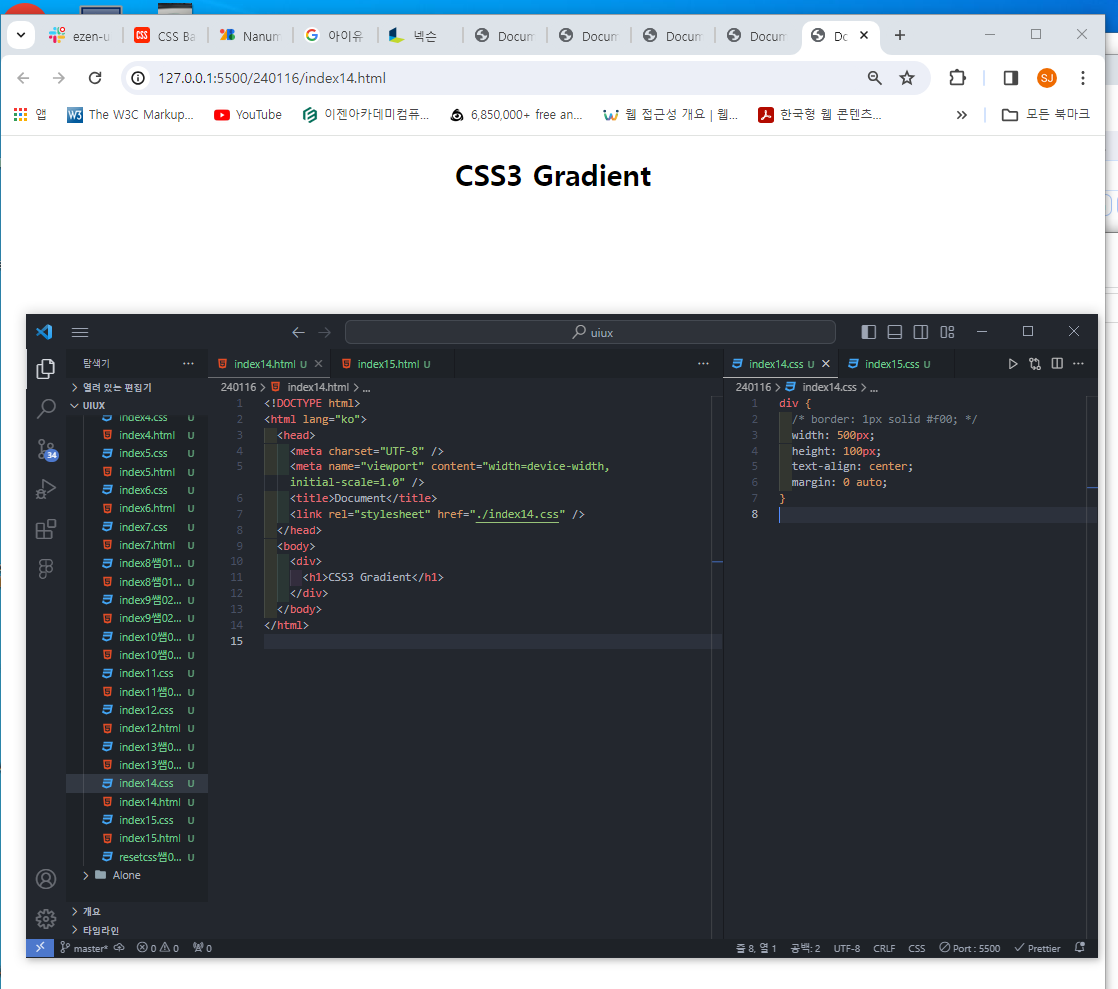 ezen-u
CSS Ba
Nanum
아이유
넥슨
Docum
Docum
Docum
Docum
Dc
127.0.0.1:5500/240116/index14.html
SJ
앱
The W3C Markup...
YouTube
이젠아카데미컴퓨...
6,850,000+ free an...
웹 접근성 개요 | 웹...
한국형 웹 콘텐츠...
모든 북마크
CSS3 Gradient
uiux
탐색기
열려 있는 편집기
UIUX
index4.css U
index4.html U
index5.css U
index5.html U
index6.css U
index6.html U
index7.css U
index7.html U
index8쌤01... U
index8쌤01... U
index9쌤02... U
index9쌤02... U
index10쌤0... U
index10쌤0... U
index11.css U
index11쌤0... U
index12.css U
index12.html U
index13쌤0... U
index13쌤0... U
index14.css U
index14.html U
index15.css U
index15.html U
resetcss쌤0... U
Alone
개요
타임라인
34
index14.html U
index15.html U
240116 > index14.html > ...
1 <!DOCTYPE html>
2 <html lang="ko">
3 <head>
4 <meta charset="UTF-8" />
5 <meta name="viewport" content="width=device-width,
initial-scale=1.0" />
6 <title>Document</title>
7 <link rel="stylesheet" href="./index14.css" />
8 </head>
9 <body>
10 <div>
11 <h1>CSS3 Gradient</h1>
12 </div>
13 </body>
14 </html>
15
index14.css U
index15.css U
240116 > index14.css > ...
1 div {
2 /* border: 1px solid #f00; */
3 width: 500px;
4 height: 100px;
5 text-align: center;
6 margin: 0 auto;
7 }
8
master*
0 0
0
줄 8, 열 1
공백: 2
UTF-8
CRLF
CSS
Port : 5500
Prettier